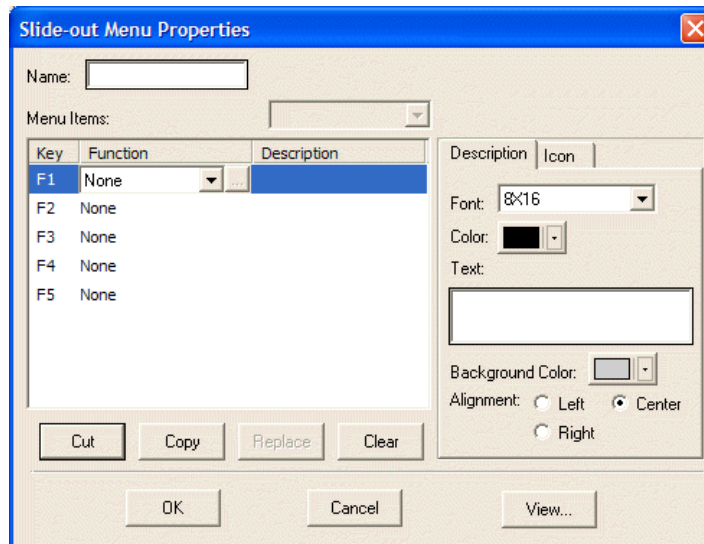 Slide-out Menu Properties
Name:
Menu Items:
Key Function Description
F1 None ...
F2 None
F3 None
F4 None
F5 None
Cut Copy Replace Clear
Description Icon
Font: 8X16
Color:
Text:
Background Color:
Alignment: Left Center
Right
OK Cancel View...